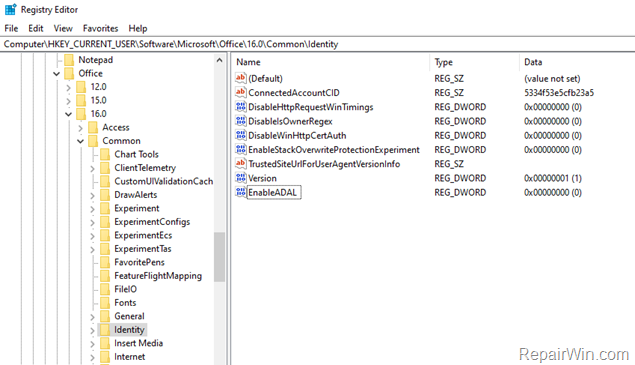 Registry Editor
File Edit View Favorites Help
Computer\HKEY_CURRENT_USER\Software\Microsoft\Office\16.0\Common\Identity
Notepad
Office
12.0
15.0
16.0
Access
Common
Chart Tools
ClientTelemetry
CustomUIValidationCach
DrawAlerts
Experiment
ExperimentConfigs
ExperimentEcs
ExperimentTas
FavoritePens
FeatureFlightMapping
FileIO
Fonts
General
Identity
Insert Media
Internet
Name Type Data
(Default) REG_SZ (value not set)
ConnectedAccountCID REG_SZ 5334f53e5cfb23a5
DisableHttpRequestWinTimings REG_DWORD 0x00000000 (0)
DisableIsOwnerRegex REG_DWORD 0x00000000 (0)
DisableWinHttpCertAuth REG_DWORD 0x00000000 (0)
EnableStackOverwriteProtectionExperiment REG_DWORD 0x00000000 (0)
TrustedSiteUrlForUserAgentVersionInfo REG_SZ
Version REG_DWORD 0x00000001 (1)
EnableADAL REG_DWORD 0x00000000 (0)
RepairWin.com